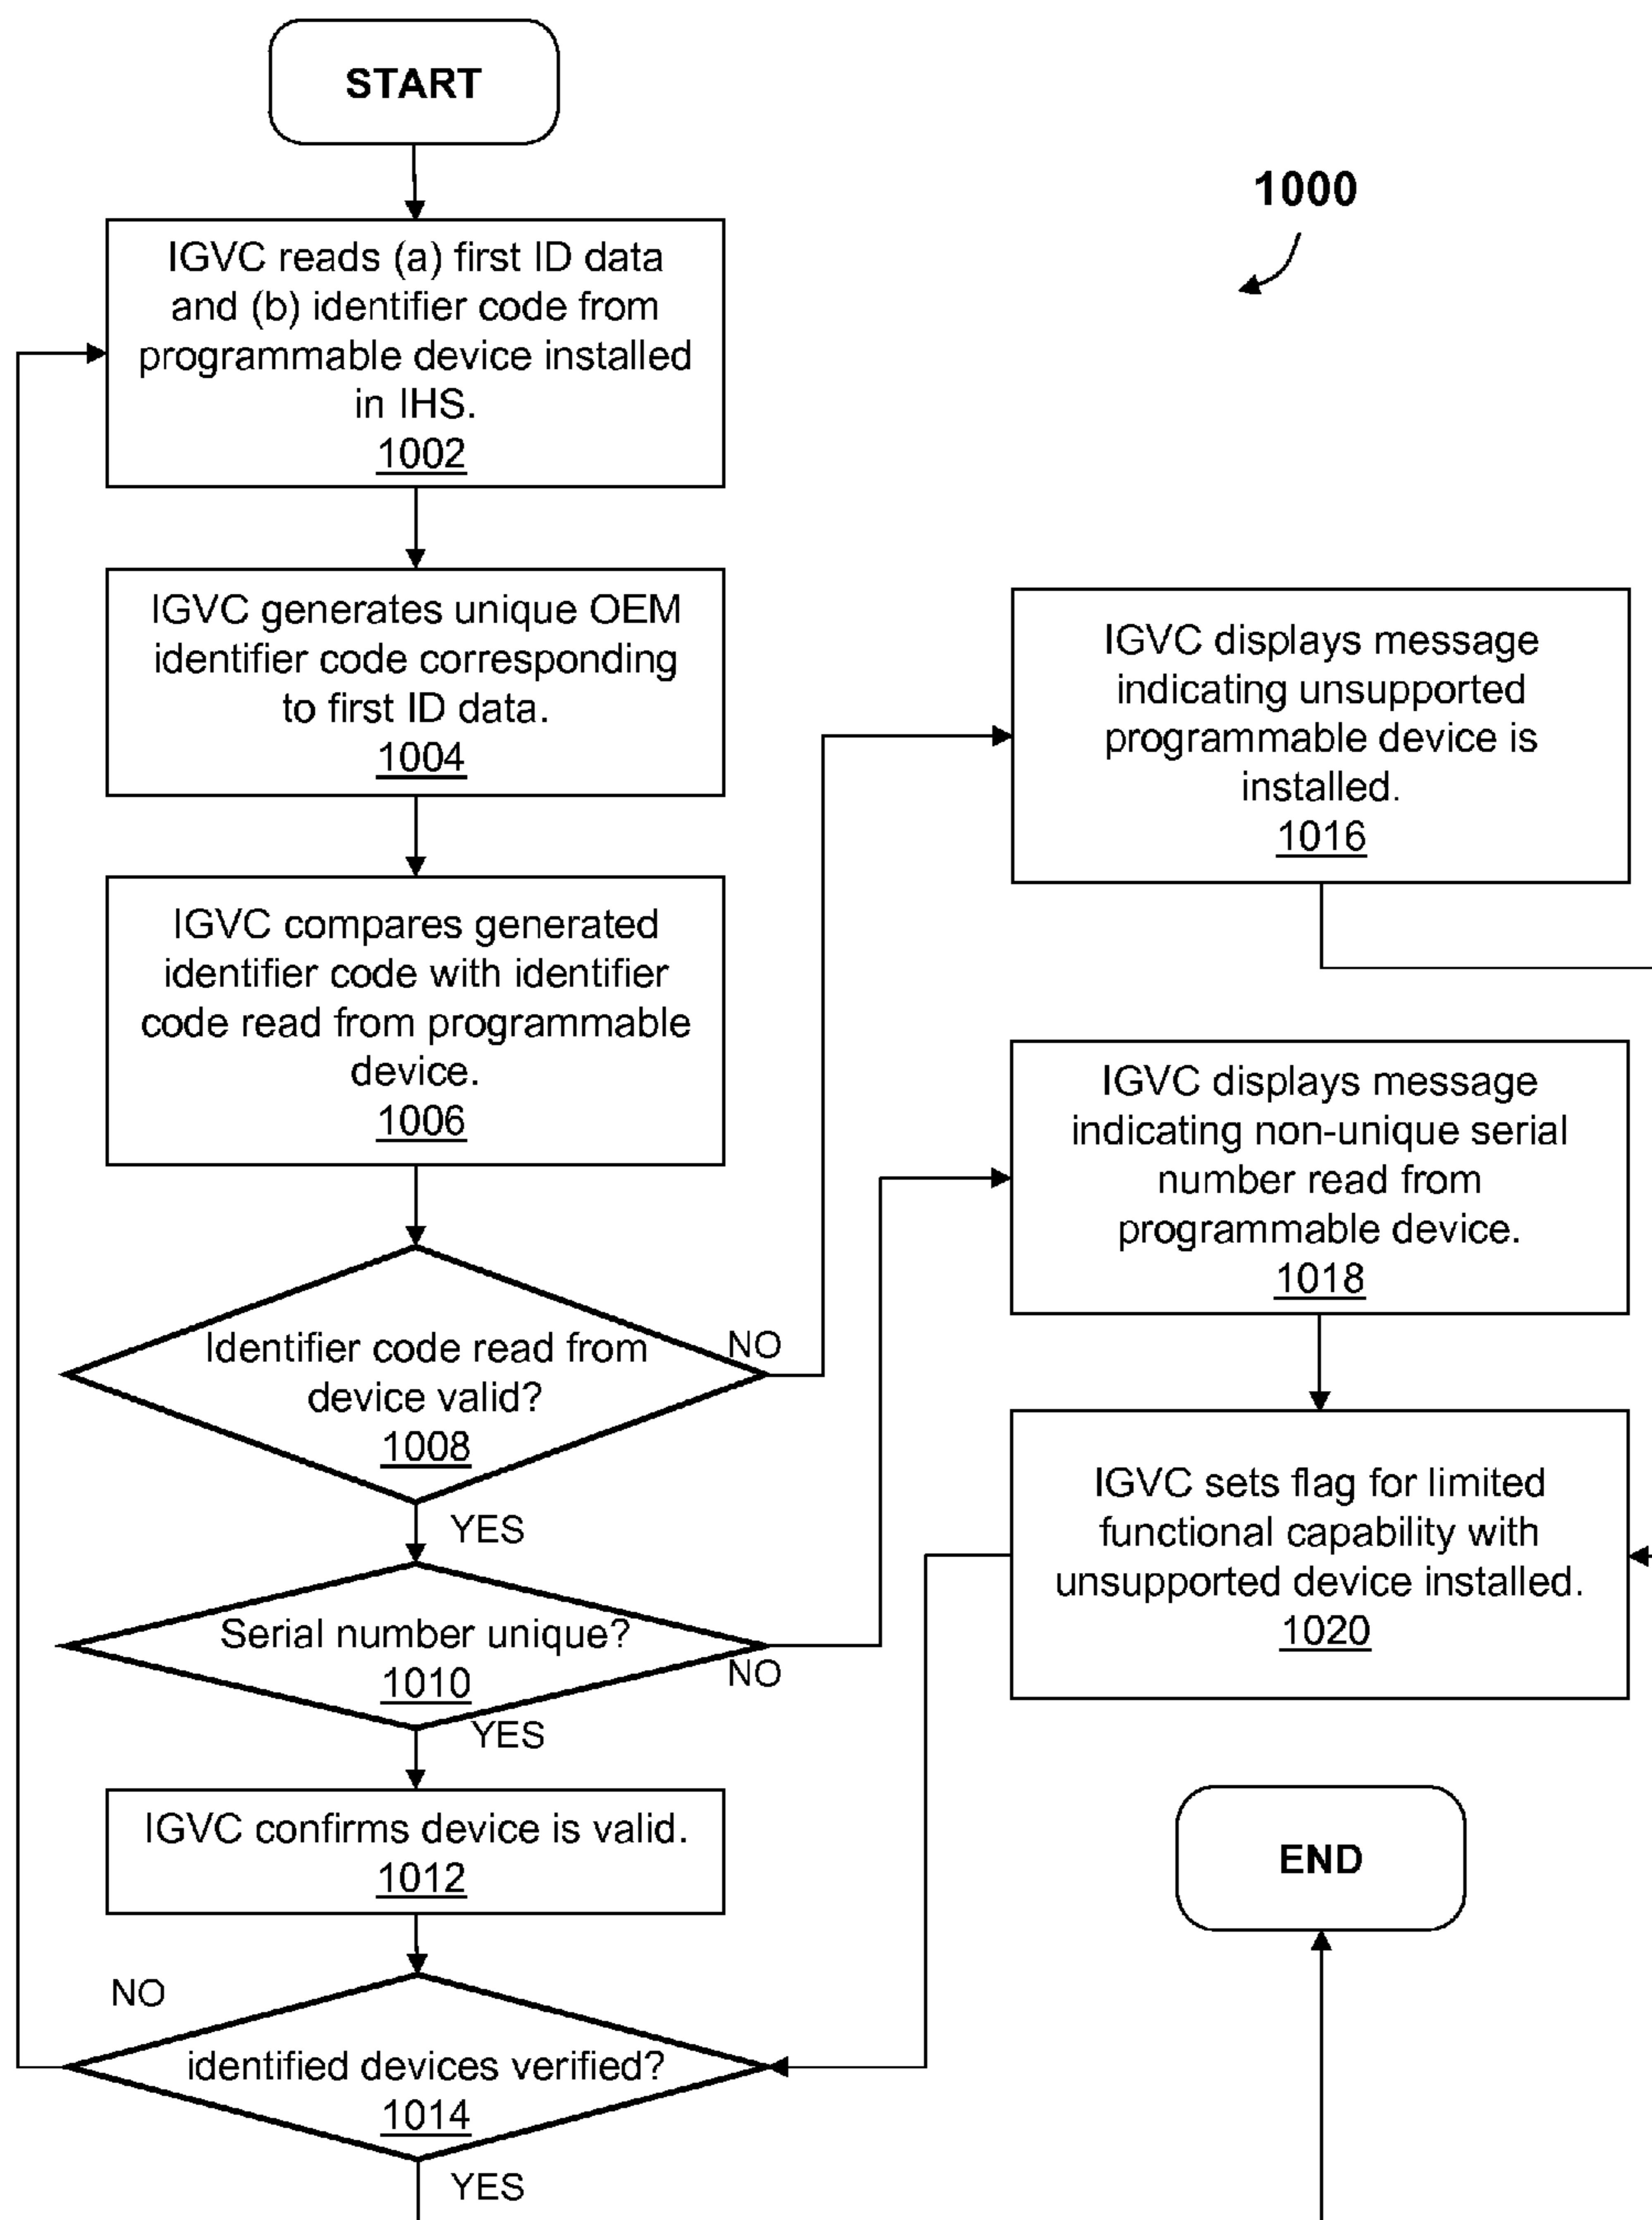 START
1000
IGVC reads (a) first ID data
and (b) identifier code from
programmable device installed
in IHS.
1002
IGVC generates unique OEM
identifier code corresponding
to first ID data.
1004
IGVC compares generated
identifier code with identifier
code read from programmable
device.
1006
Identifier code read from
device valid?
1008
NO
YES
Serial number unique?
1010
NO
YES
IGVC confirms device is valid.
1012
NO
identified devices verified?
1014
YES
IGVC displays message
indicating unsupported
programmable device is
installed.
1016
IGVC displays message
indicating non-unique serial
number read from
programmable device.
1018
IGVC sets flag for limited
functional capability with
unsupported device installed.
1020
END